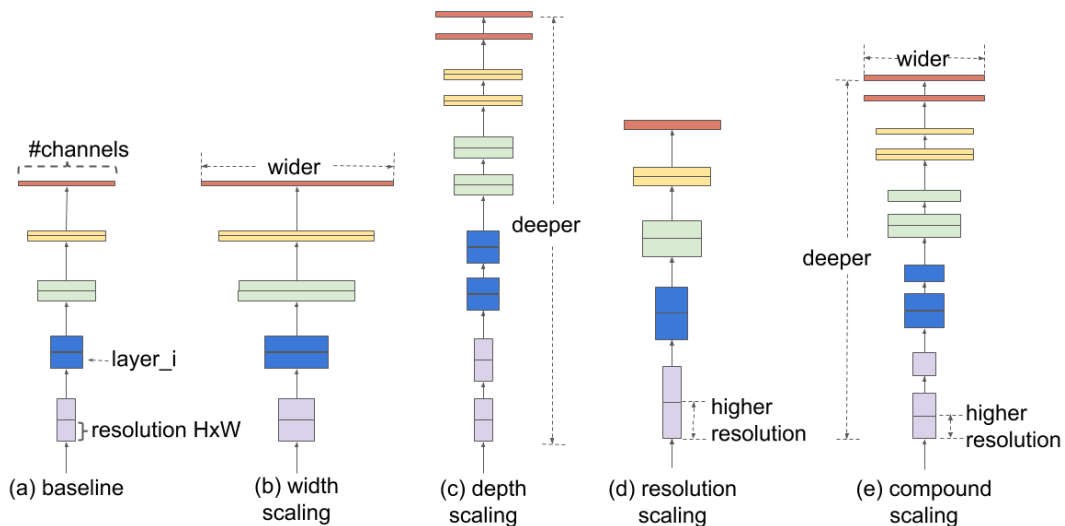 #channels
layer_i
resolution HxW
(a) baseline
wider
(b) width
scaling
deeper
(c) depth
scaling
higher
resolution
(d) resolution
scaling
wider
deeper
higher
resolution
(e) compound
scaling